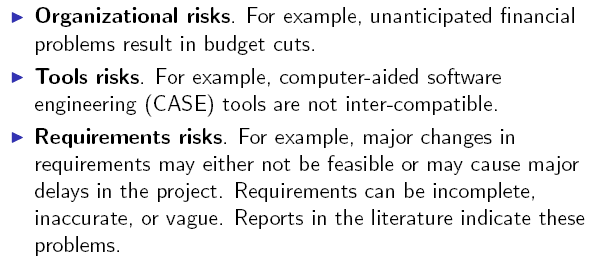 ▶ Organizational risks. For example, unanticipated financial
problems result in budget cuts.
▶ Tools risks. For example, computer-aided software
engineering (CASE) tools are not inter-compatible.
▶ Requirements risks. For example, major changes in
requirements may either not be feasible or may cause major
delays in the project. Requirements can be incomplete,
inaccurate, or vague. Reports in the literature indicate these
problems.